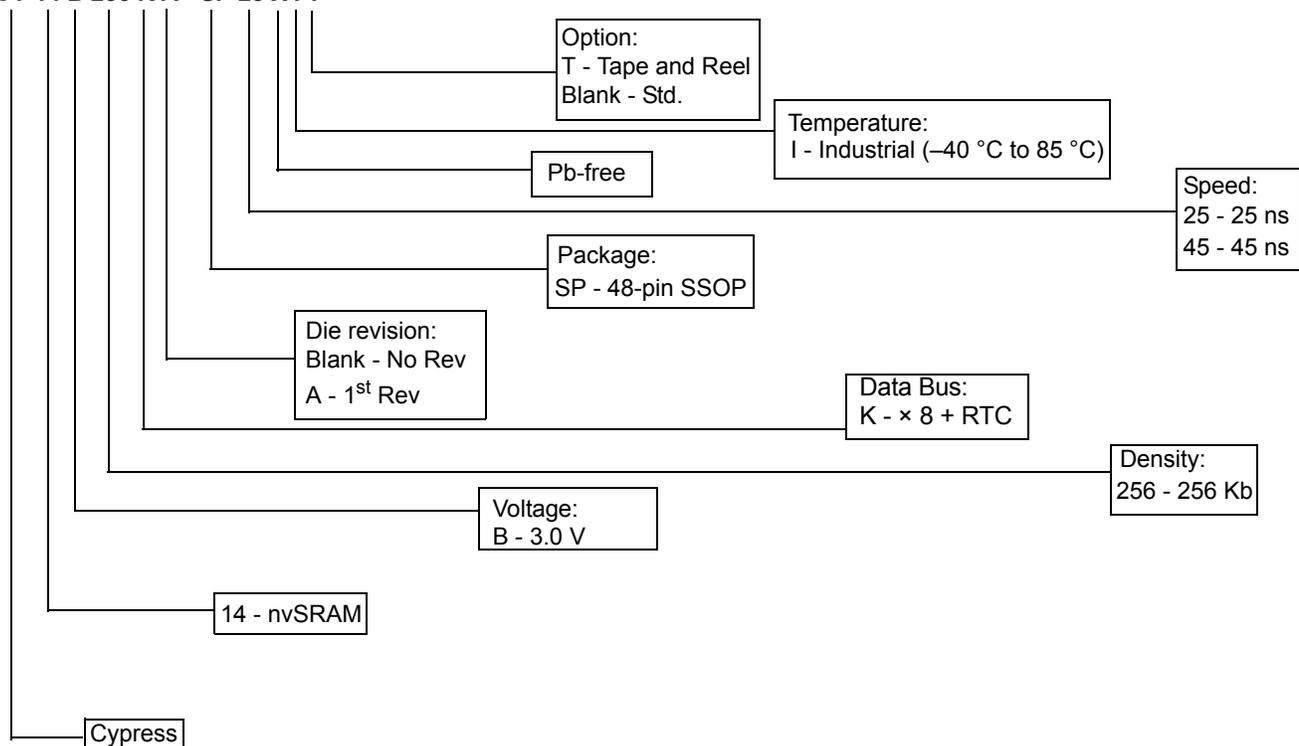 Option:
T - Tape and Reel
Blank - Std.
Temperature:
I - Industrial (–40 °C to 85 °C)
Pb-free
Speed:
25 - 25 ns
45 - 45 ns
Package:
SP - 48-pin SSOP
Die revision:
Blank - No Rev
A - 1st Rev
Data Bus:
K - × 8 + RTC
Density:
256 - 256 Kb
Voltage:
B - 3.0 V
14 - nvSRAM
Cypress